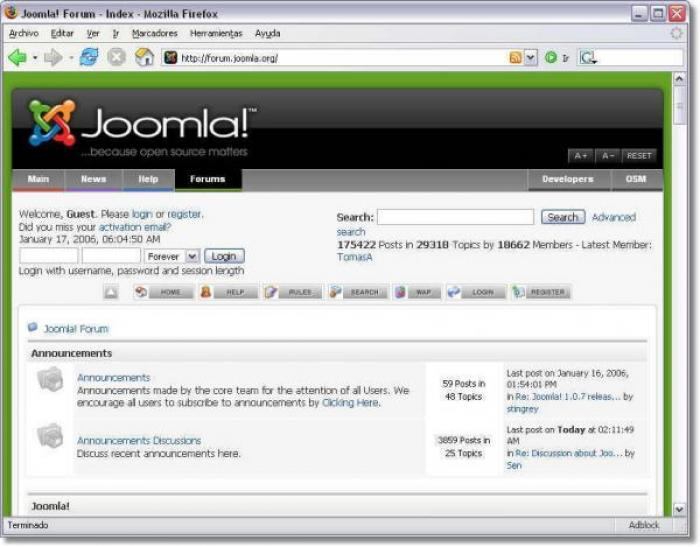 Joomla! Forum - Index - Mozilla Firefox
Archivo Editar Ver Ir Marcadores Herramientas Ayuda
http://forum.joomla.org/ Ir
Joomla!™
...because open source matters
A+ A- RESET
Main News Help Forums Developers OSM
Welcome, Guest. Please login or register.
Did you miss your activation email?
January 17, 2006, 06:04:50 AM
Forever Login
Login with username, password and session length
Search: Search Advanced
search
175422 Posts in 29318 Topics by 18662 Members - Latest Member:
TomasA
HOME HELP RULES SEARCH WAP LOGIN REGISTER
Joomla! Forum
Announcements
Announcements
Announcements made by the core team for the attention of all Users. We
encourage all users to subscribe to announcements by Clicking Here.
59 Posts in
48 Topics
Last post on January 16, 2006,
01:54:01 PM
in Re: Joomla! 1.0.7 releas... by
stingrey
Announcements Discussions
Discuss recent announcements here.
3859 Posts in
25 Topics
Last post on Today at 02:11:49
AM
in Re: Discussion about Joo... by
Sen
Joomla!
Terminado Adblock